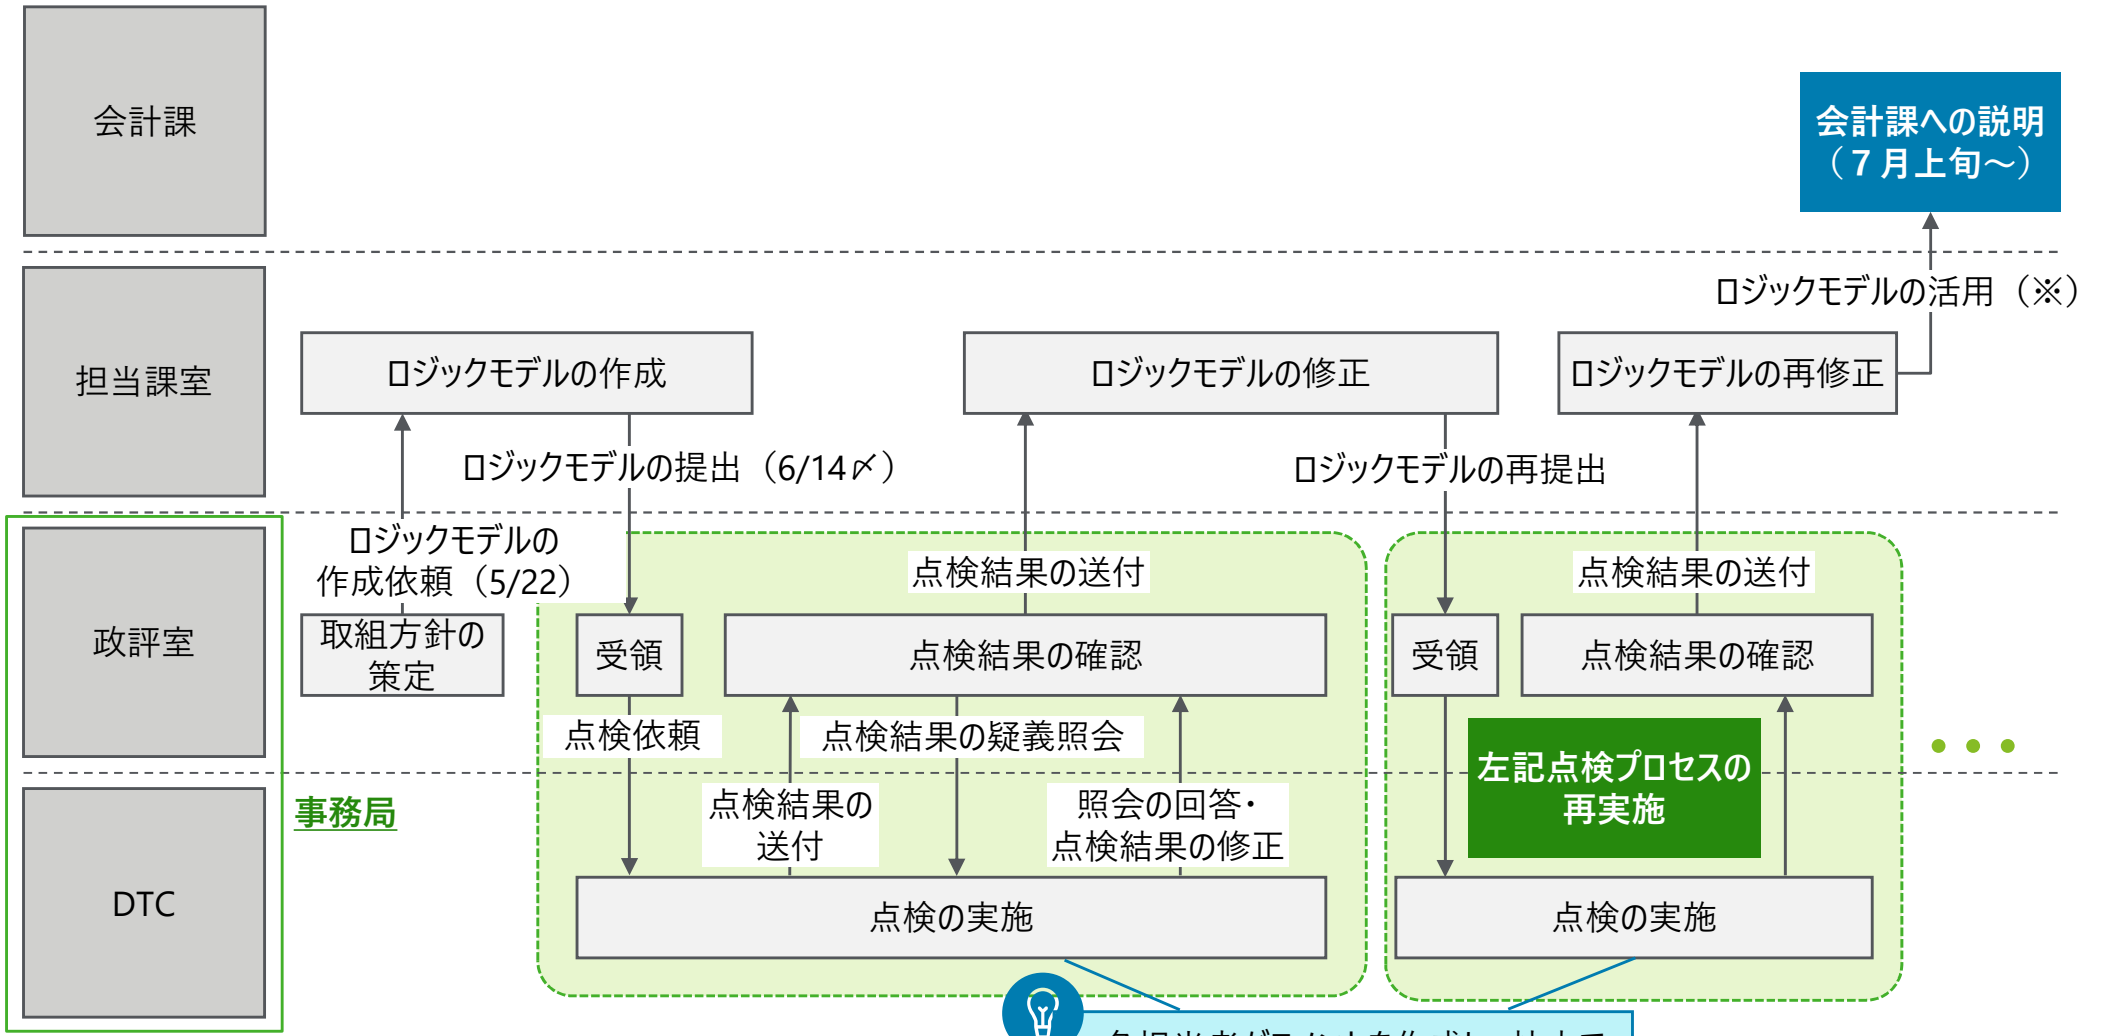 会計課
会計課への説明
（７月上旬～）
ロジックモデルの活用（※）
担当課室
ロジックモデルの作成
ロジックモデルの修正
ロジックモデルの再修正
ロジックモデルの提出（6/14〆）
ロジックモデルの再提出
ロジックモデルの
作成依頼（5/22）
点検結果の送付
点検結果の送付
政評室
取組方針の
策定
受領
点検結果の確認
受領
点検結果の確認
点検依頼
点検結果の疑義照会
左記点検プロセスの
再実施
・・・
事務局
点検結果の
送付
照会の回答・
点検結果の修正
DTC
点検の実施
点検の実施